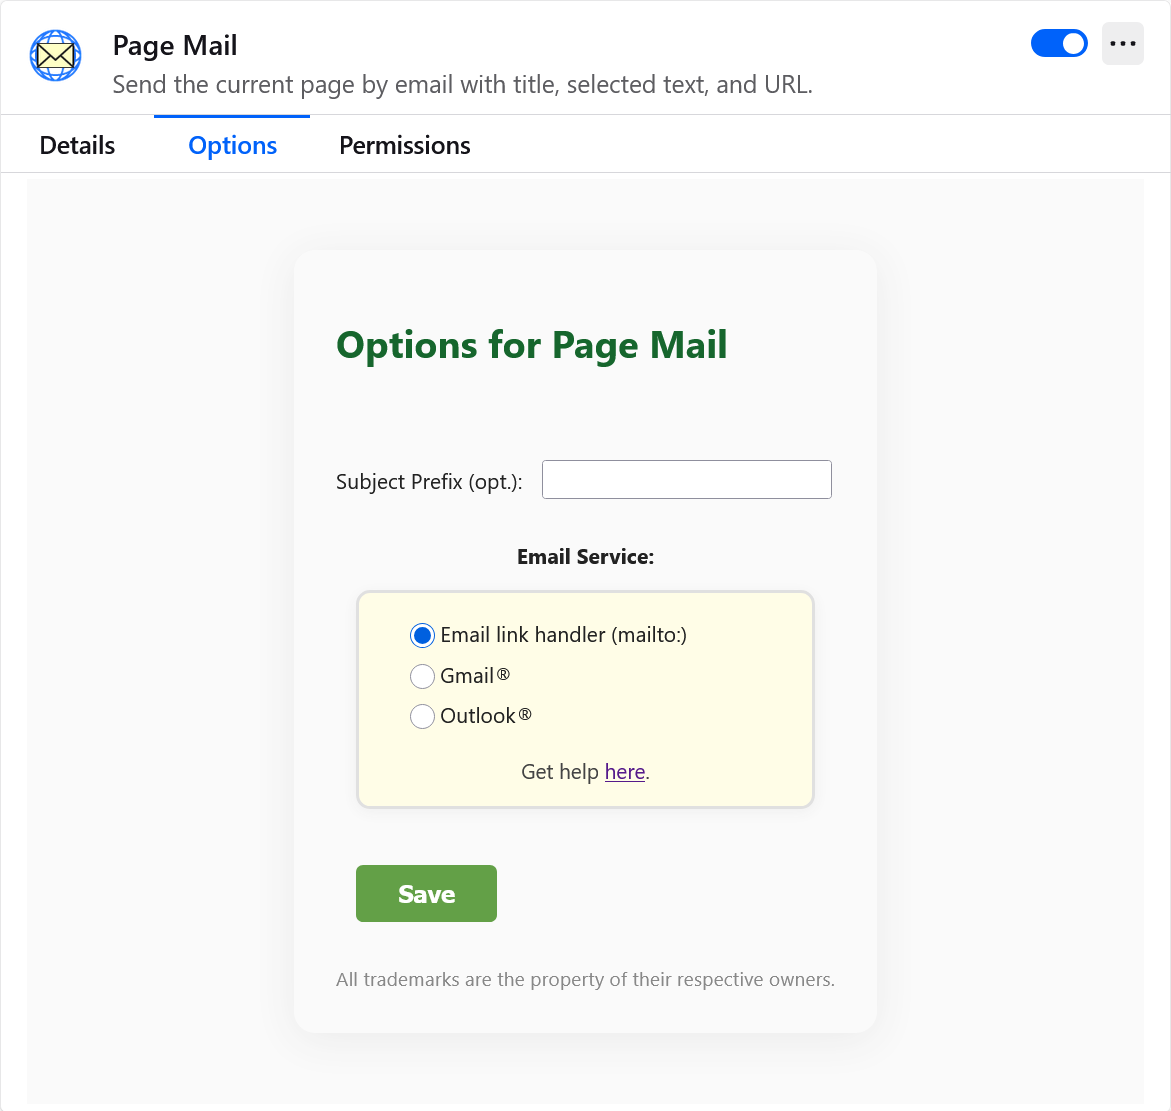 Page Mail
Send the current page by email with title, selected text, and URL.
Details Options Permissions
Options for Page Mail
Subject Prefix (opt.):
Email Service:
Email link handler (mailto:)
Gmail®
Outlook®
Get help here.
Save
All trademarks are the property of their respective owners.